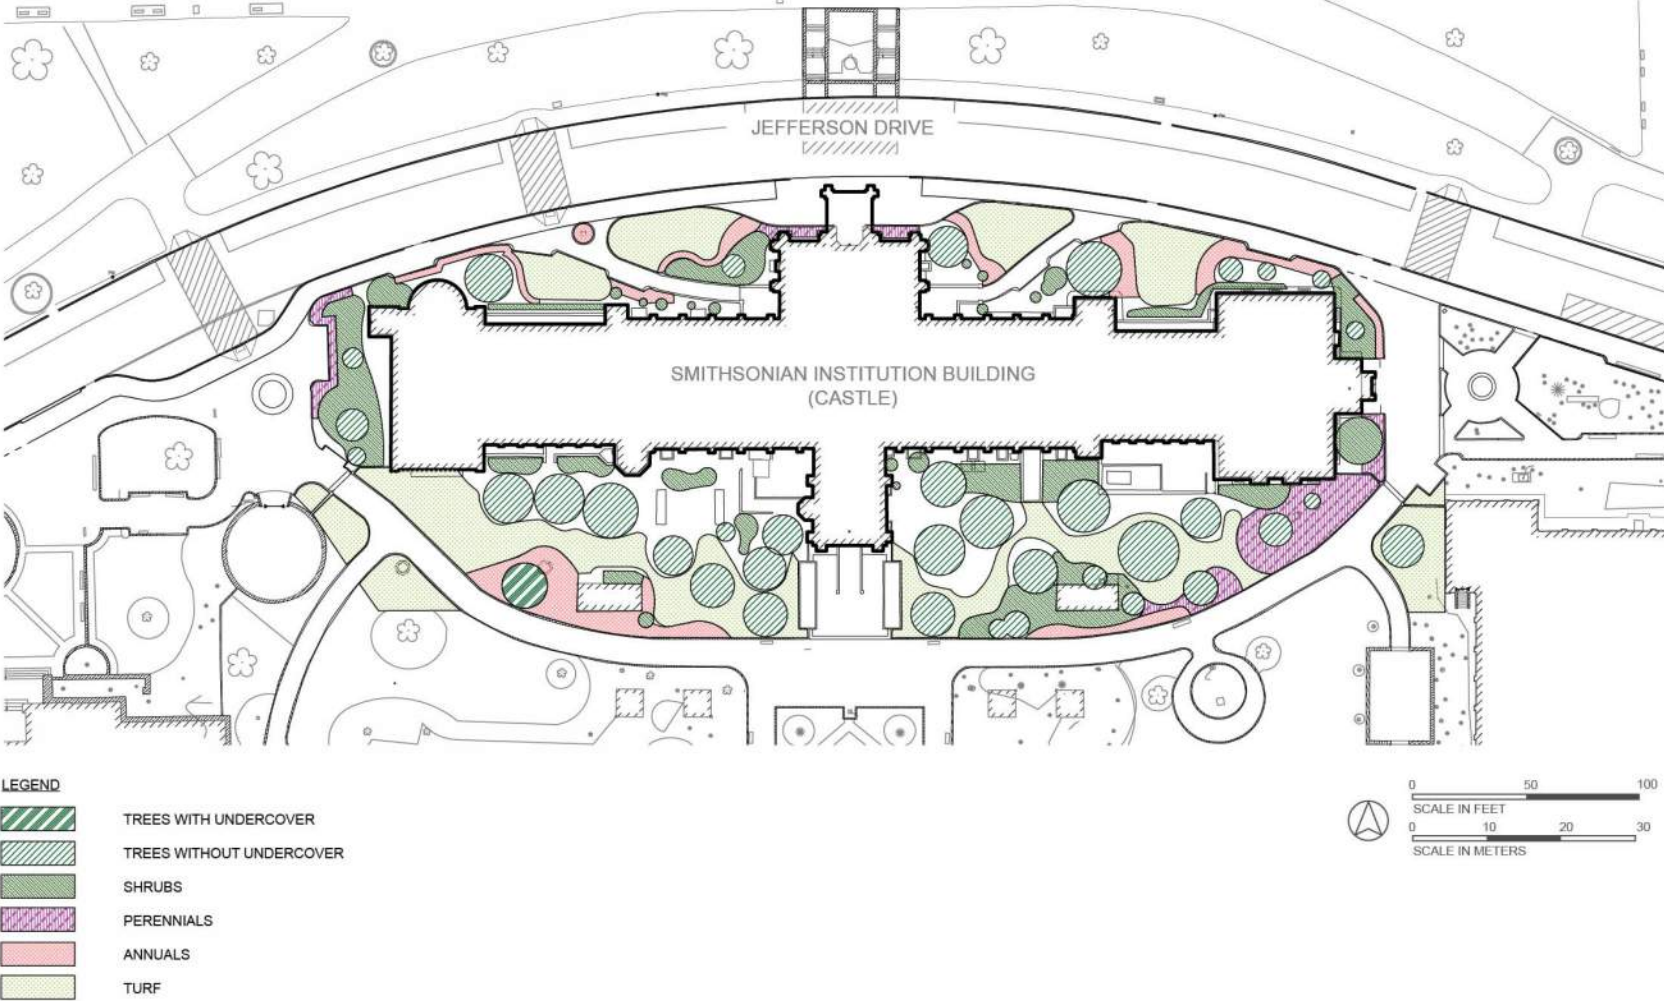 JEFFERSON DRIVE
SMITHSONIAN INSTITUTION BUILDING
(CASTLE)
LEGEND
TREES WITH UNDERCOVER
TREES WITHOUT UNDERCOVER
SHRUBS
PERENNIALS
ANNUALS
TURF
0 50 100
SCALE IN FEET
0 10 20 30
SCALE IN METERS